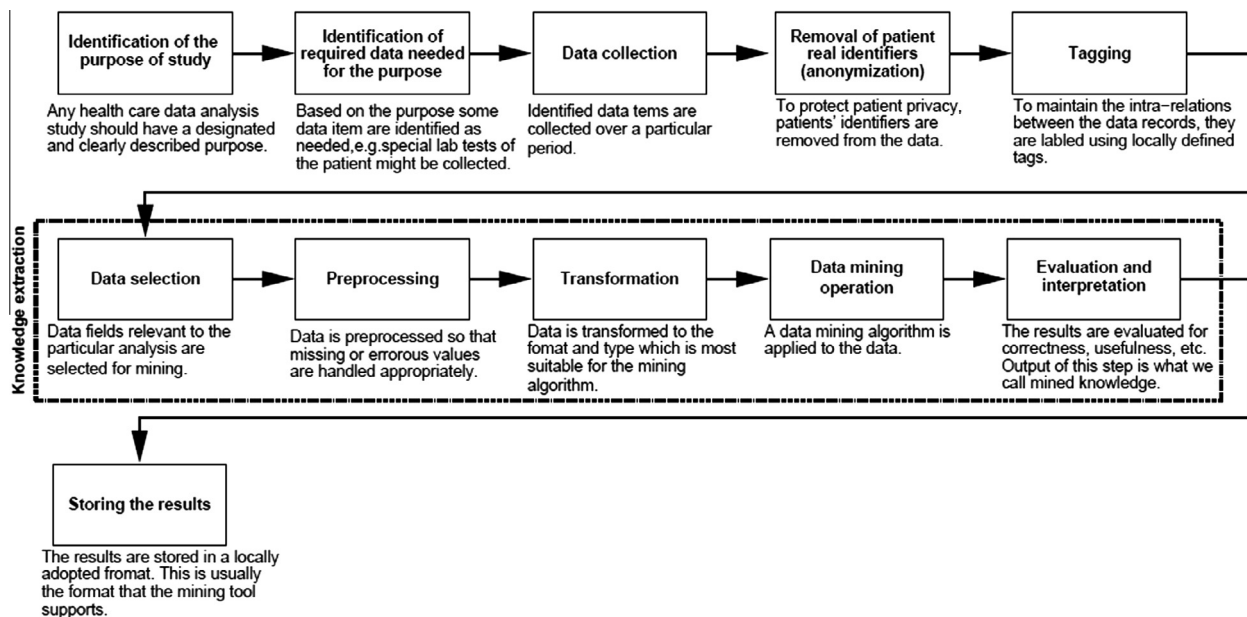 Identification of the
purpose of study
Any health care data analysis
study should have a designated
and clearly described purpose.
Identification of
required data needed
for the purpose
Based on the purpose some
data item are identified as
needed,e.g.special lab tests of
the patient might be collected.
Data collection
Identified data tems are
collected over a particular
period.
Removal of patient
real identifiers
(anonymization)
To protect patient privacy,
patients' identifiers are
removed from the data.
Tagging
To maintain the intra-relations
between the data records, they
are labled using locally defined
tags.
Knowledge extraction
Data selection
Data fields relevant to the
particular analysis are
selected for mining.
Preprocessing
Data is preprocessed so that
missing or errorous values
are handled appropriately.
Transformation
Data is transformed to the
fomat and type which is most
suitable for the mining
algorithm.
Data mining
operation
A data mining algorithm is
applied to the data.
Evaluation and
interpretation
The results are evaluated for
correctness, usefulness, etc.
Output of this step is what we
call mined knowledge.
Storing the results
The results are stored in a locally
adopted fromat. This is usually
the format that the mining tool
supports.